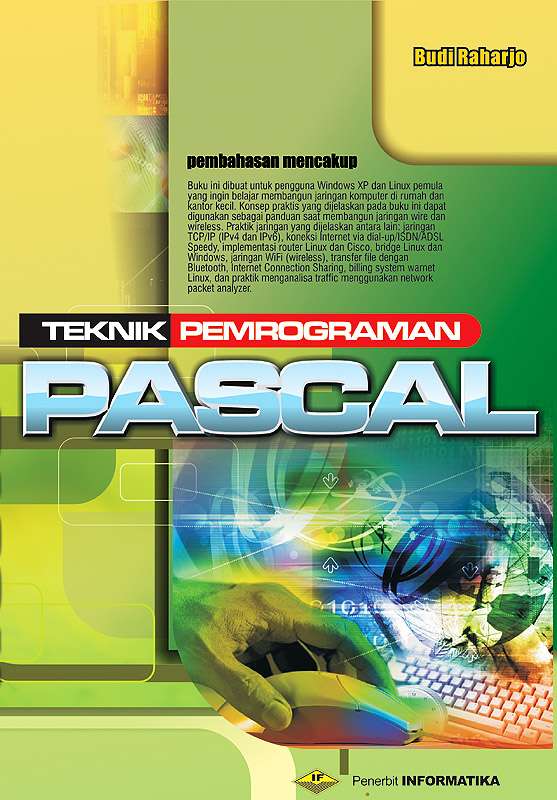 Budi Raharjo
pembahasan mencakup
Buku ini dibuat untuk pengguna Windows XP dan Linux pemula
yang ingin belajar membangun jaringan komputer di rumah dan
kantor kecil. Konsep praktis yang dijelaskan pada buku ini dapat
digunakan sebagai panduan saat membangun jaringan wire dan
wireless. Praktik jaringan yang dijelaskan antara lain: jaringan
TCP/IP (IPv4 dan IPv6), koneksi Internet via dial-up/ISDN/ADSL
Speedy, implementasi router Linux dan Cisco, bridge Linux dan
Windows, jaringan WiFi (wireless), transfer file dengan
Bluetooth, Internet Connection Sharing, billing system warnet
Linux, dan praktik menganalisa traffic menggunakan network
packet analyzer.
TEKNIK PEMROGRAMAN
PASCAL
IF Penerbit INFORMATIKA